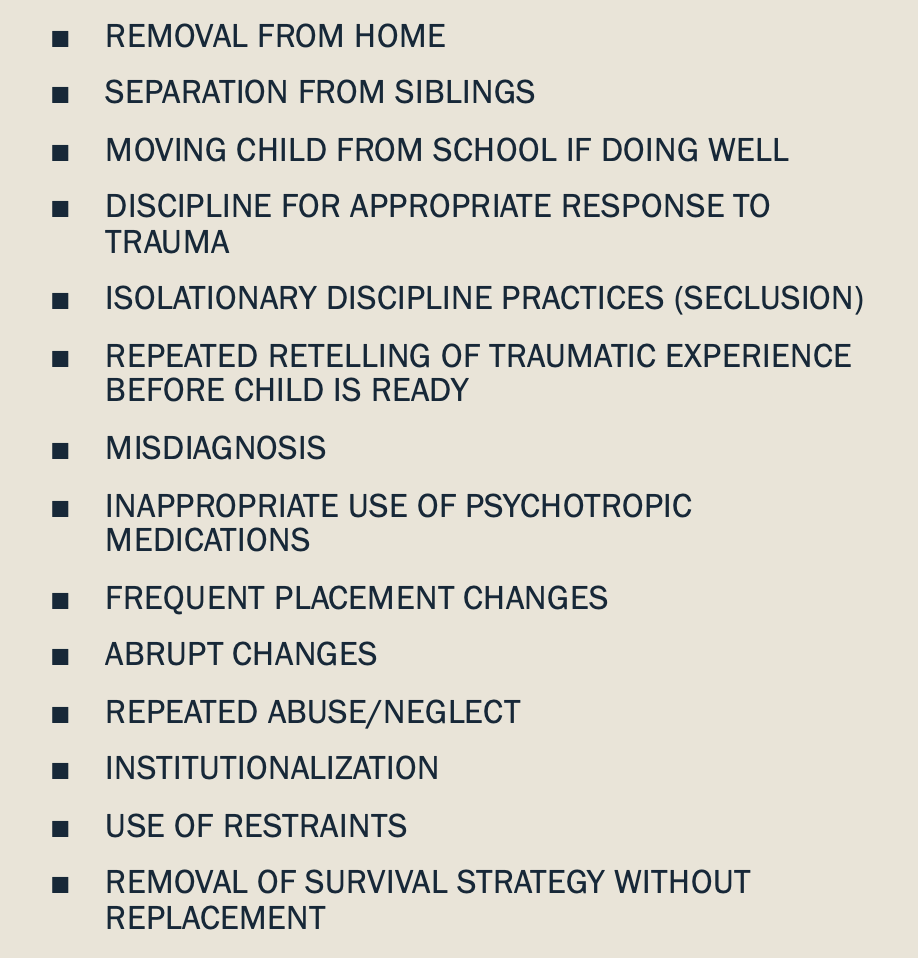 ■ REMOVAL FROM HOME
■ SEPARATION FROM SIBLINGS
■ MOVING CHILD FROM SCHOOL IF DOING WELL
■ DISCIPLINE FOR APPROPRIATE RESPONSE TO
TRAUMA
■ ISOLATIONARY DISCIPLINE PRACTICES (SECLUSION)
■ REPEATED RETELLING OF TRAUMATIC EXPERIENCE
BEFORE CHILD IS READY
■ MISDIAGNOSIS
■ INAPPROPRIATE USE OF PSYCHOTROPIC
MEDICATIONS
■ FREQUENT PLACEMENT CHANGES
■ ABRUPT CHANGES
■ REPEATED ABUSE/NEGLECT
■ INSTITUTIONALIZATION
■ USE OF RESTRAINTS
■ REMOVAL OF SURVIVAL STRATEGY WITHOUT
REPLACEMENT